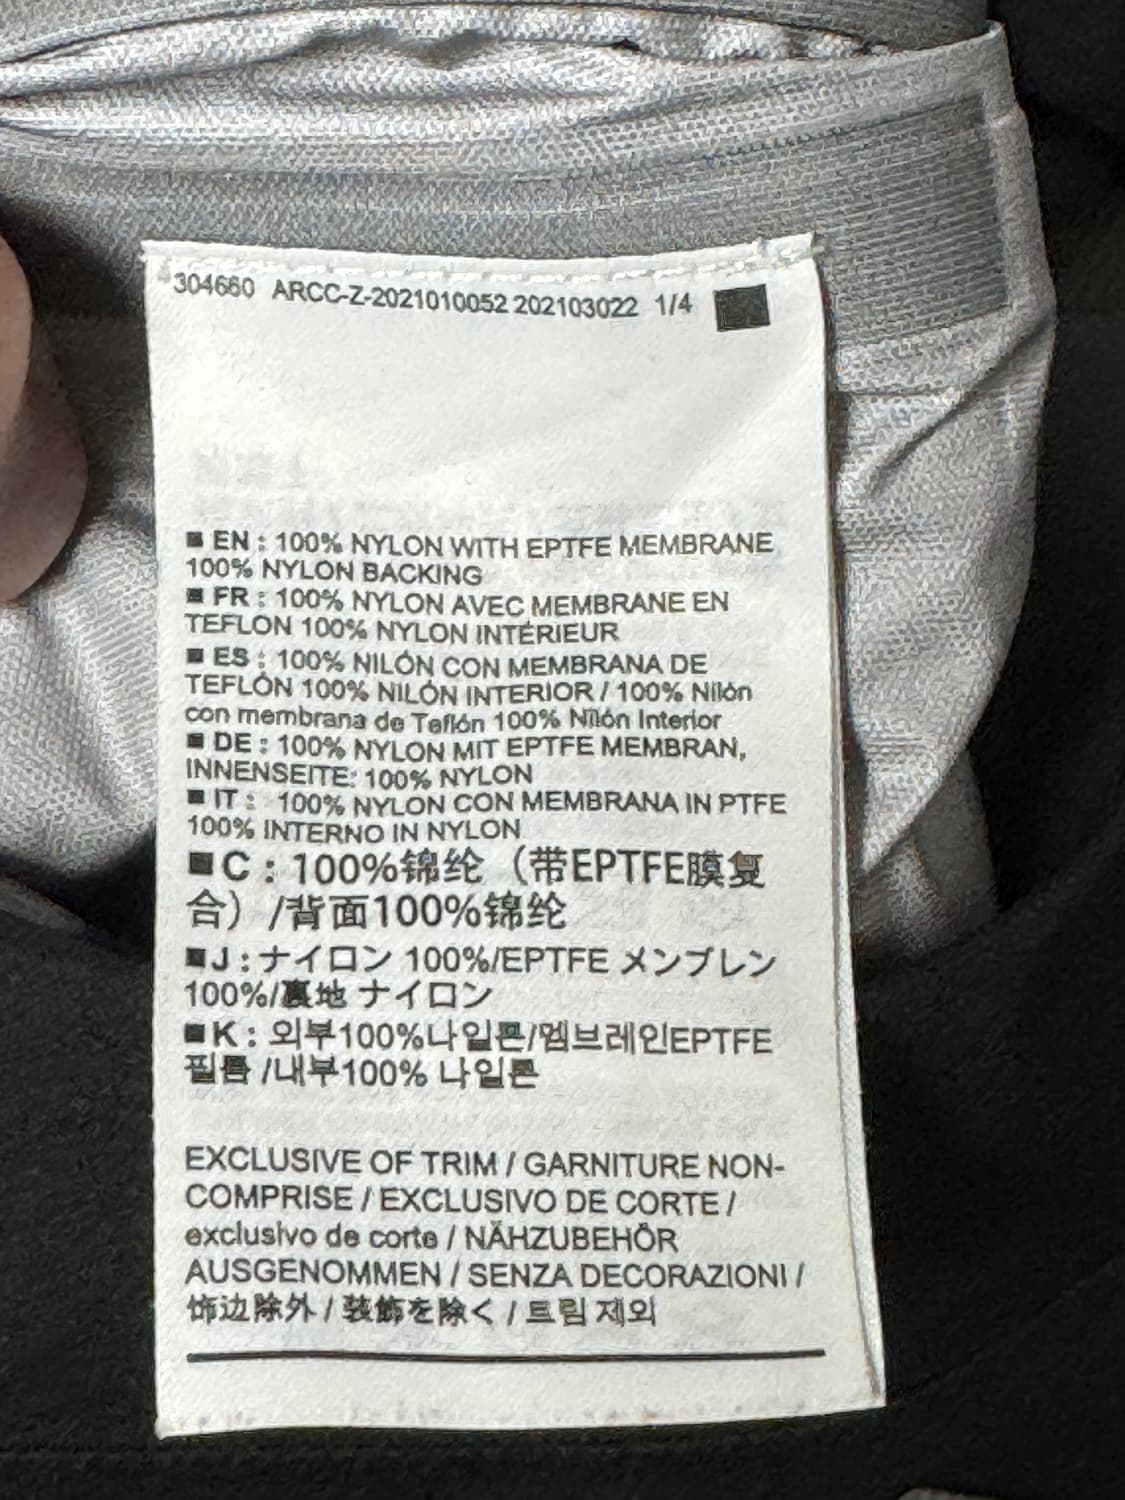 304660 ARCC-Z-2021010052 202103022 1/4
■ EN : 100% NYLON WITH EPTFE MEMBRANE
100% NYLON BACKING
■ FR : 100% NYLON AVEC MEMBRANE EN
TEFLON 100% NYLON INTÉRIEUR
■ ES : 100% NILÓN CON MEMBRANA DE
TEFLÓN 100% NILÓN INTERIOR / 100% Nilón
con membrana de Teflón 100% Nilón Interior
■ DE : 100% NYLON MIT EPTFE MEMBRAN,
INNENSEITE: 100% NYLON
■ IT : 100% NYLON CON MEMBRANA IN PTFE
100% INTERNO IN NYLON
■C : 100%锦纶（带EPTFE膜复
合）/背面100%锦纶
■J : ナイロン 100%/EPTFE メンブレン
100%/裏地 ナイロン
■K : 외부100%나일론/멤브레인EPTFE
필름 /내부100% 나일론
EXCLUSIVE OF TRIM / GARNITURE NON-
COMPRISE / EXCLUSIVO DE CORTE /
exclusivo de corte / NÄHZUBEHÖR
AUSGENOMMEN / SENZA DECORAZIONI /
饰边除外 / 装飾を除く / 트림 제외